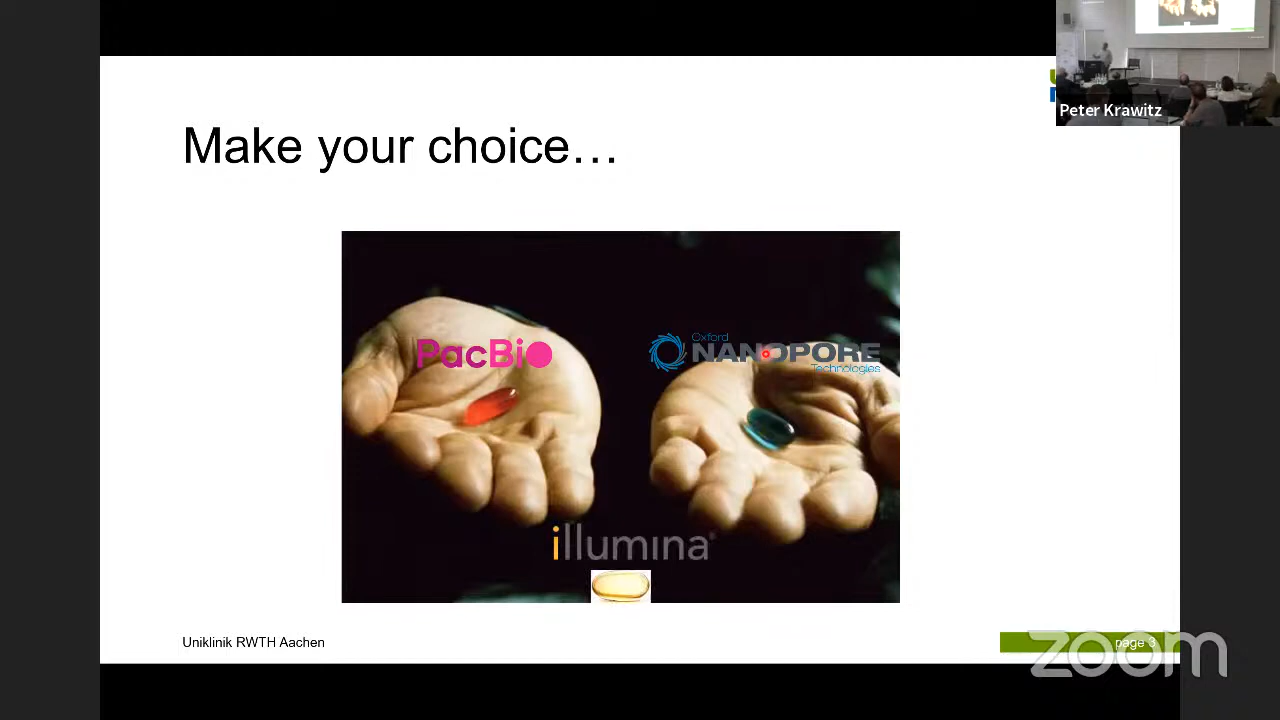 Peter Krawitz
Make your choice…
PacBio
Oxford
NANOPORE
Technologies
illumina®
Uniklinik RWTH Aachen
page 3
zoom